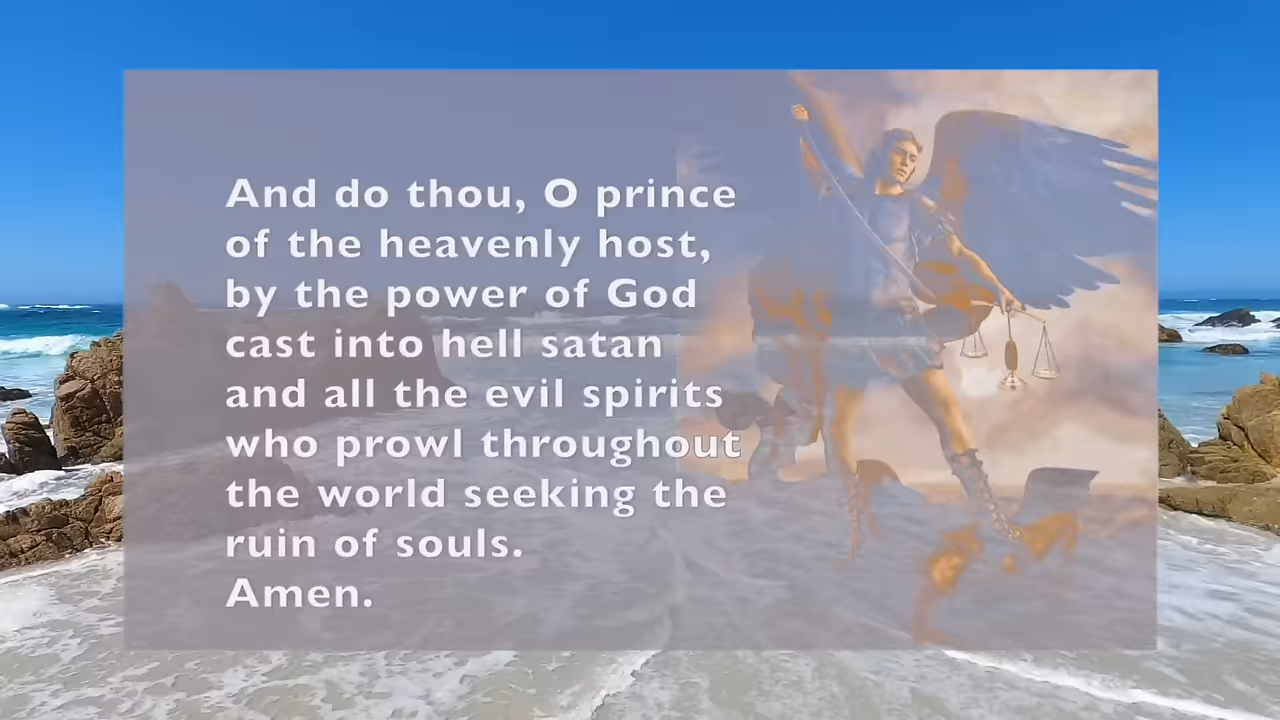 And do thou, O prince
of the heavenly host,
by the power of God
cast into hell satan
and all the evil spirits
who prowl throughout
the world seeking the
ruin of souls.
Amen.